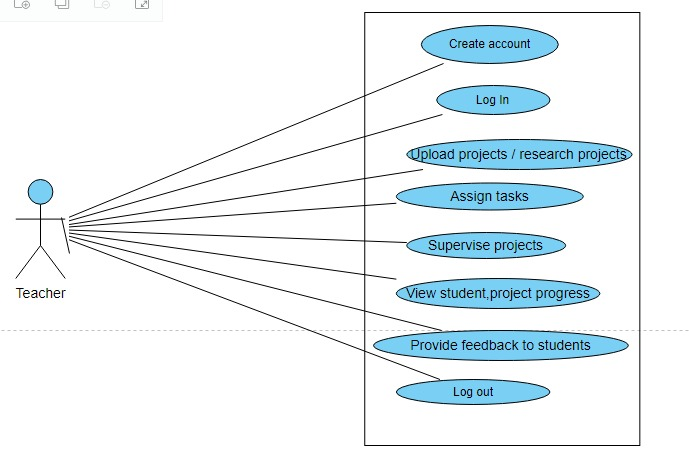 Create account
Log In
Upload projects / research projects
Assign tasks
Supervise projects
View student,project progress
Provide feedback to students
Log out
Teacher